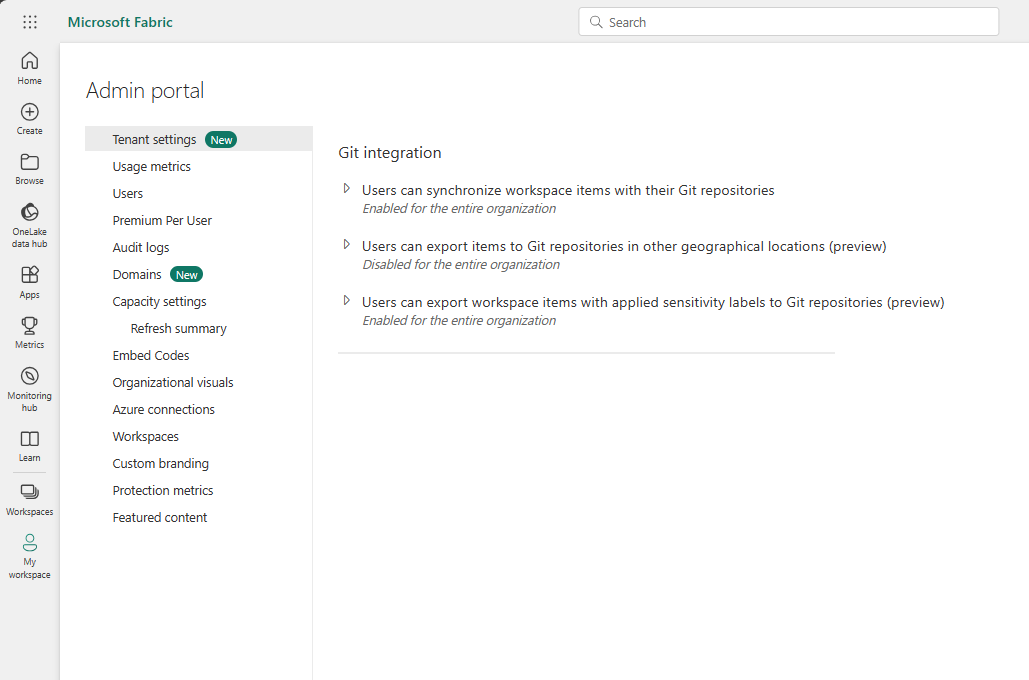 Microsoft Fabric
Search
Home
Create
Browse
OneLake
data hub
Apps
Metrics
Monitoring
hub
Learn
Workspaces
My
workspace
Admin portal
Tenant settings New
Usage metrics
Users
Premium Per User
Audit logs
Domains New
Capacity settings
Refresh summary
Embed Codes
Organizational visuals
Azure connections
Workspaces
Custom branding
Protection metrics
Featured content
Git integration
Users can synchronize workspace items with their Git repositories
Enabled for the entire organization
Users can export items to Git repositories in other geographical locations (preview)
Disabled for the entire organization
Users can export workspace items with applied sensitivity labels to Git repositories (preview)
Enabled for the entire organization